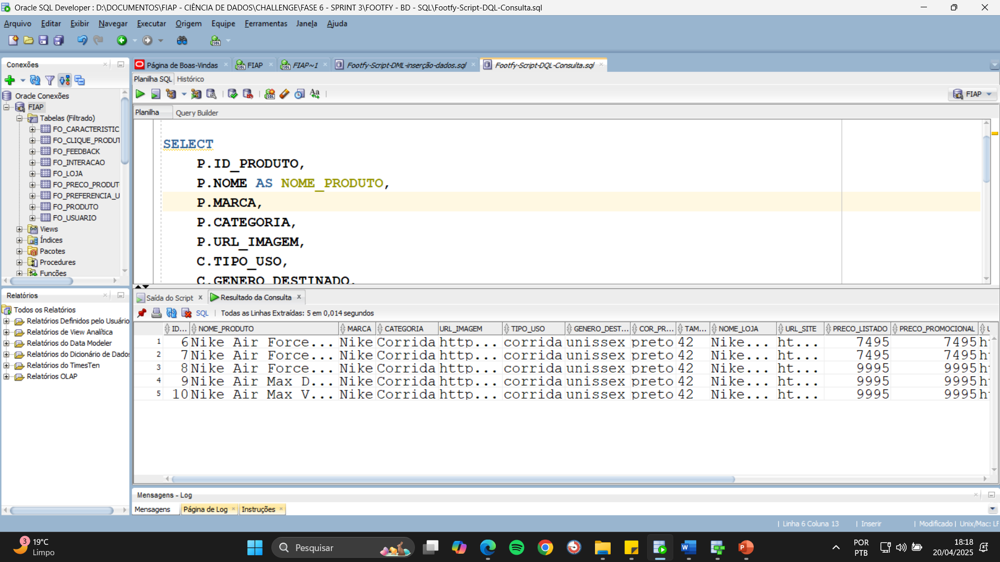 Oracle SQL Developer : D:\DOCUMENTOS\FIAP - CIÊNCIA DE DADOS\CHALLENGE\FASE 6 - SPRINT 3\FOOTFY - BD - SQL\Footfy-Script-DQL-Consulta.sql
Arquivo Editar Exibir Navegar Executar Origem Equipe Ferramentas Janela Ajuda
Conexões
Oracle Conexões
FIAP
Tabelas (Filtrado)
FO_CARACTERISTIC
FO_CLIQUE_PRODUT
FO_FEEDBACK
FO_INTERACAO
FO_LOJA
FO_PRECO_PRODUT
FO_PREFERENCIA_U
FO_PRODUTO
FO_USUARIO
Views
Índices
Pacotes
Procedures
Funções
Relatórios
Todos os Relatórios
Relatórios Definidos pelo Usuário
Relatórios de View Analítica
Relatórios do Data Modeler
Relatórios do Dicionário de Dados
Relatórios do TimesTen
Relatórios OLAP
Página de Boas-Vindas FIAP FIAP~1 Footfy-Script-DML-inserção-dados.sql Footfy-Script-DQL-Consulta.sql
Planilha SQL Histórico
FIAP
Planilha Query Builder
SELECT
P.ID_PRODUTO,
P.NOME AS NOME_PRODUTO,
P.MARCA,
P.CATEGORIA,
P.URL_IMAGEM,
C.TIPO_USO,
C.GENERO_DESTINADO,
Saída do Script Resultado da Consulta
SQL Todas as Linhas Extraídas: 5 em 0,014 segundos
ID... NOME_PRODUTO MARCA CATEGORIA URL_IMAGEM TIPO_USO GENERO_DEST... COR_PR... TAM... NOME_LOJA URL_SITE PRECO_LISTADO PRECO_PROMOCIONAL
1 6 Nike Air Force... Nike Corrida http... corrida unissex preto 42 Nike... ht... 7495 7495
2 7 Nike Air Force... Nike Corrida http... corrida unissex preto 42 Nike... ht... 7495 7495
3 8 Nike Air Force... Nike Corrida http... corrida unissex preto 42 Nike... ht... 9995 9995
4 9 Nike Air Max D... Nike Corrida http... corrida unissex preto 42 Nike... ht... 9995 9995
5 10 Nike Air Max V... Nike Corrida http... corrida unissex preto 42 Nike... ht... 9995 9995
Mensagens - Log
Mensagens Página de Log Instruções
Linha 6 Coluna 13 Inserir Modificado Unix/Mac: LF
3 19°C
Limpo
Pesquisar
POR
PTB
18:18
20/04/2025